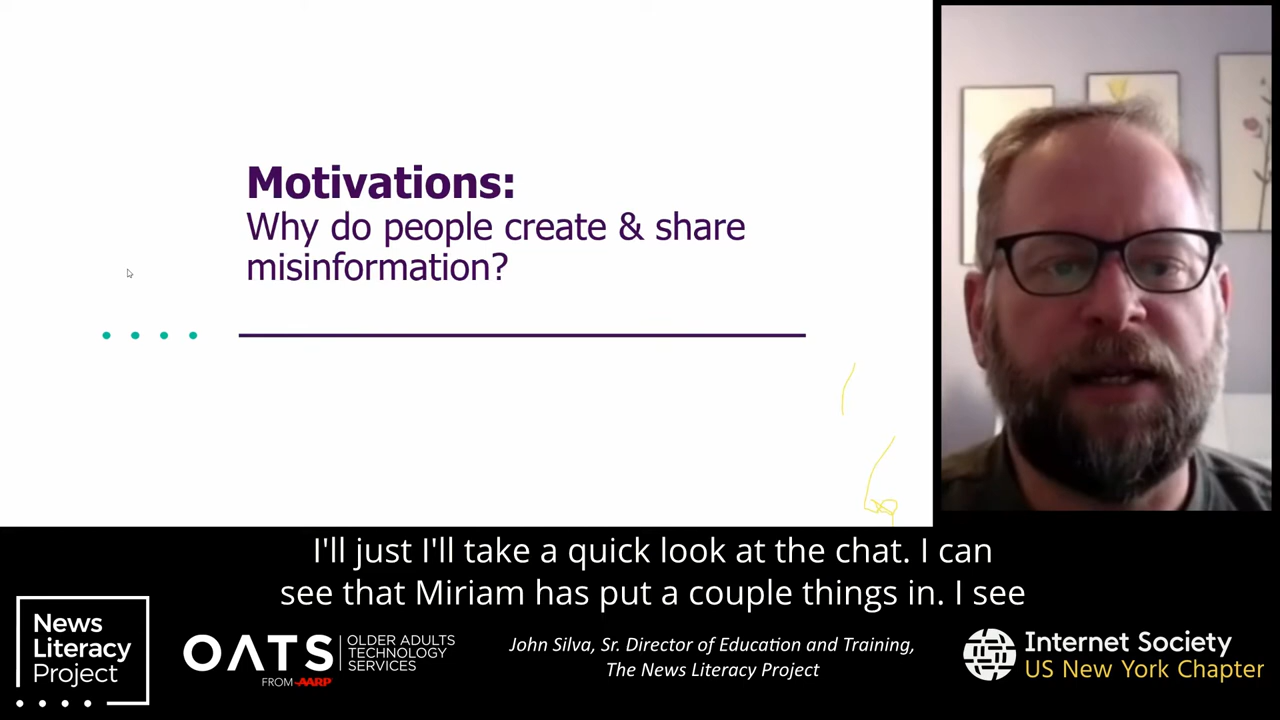 Motivations:
Why do people create & share
misinformation?
I'll just I'll take a quick look at the chat. I can
see that Miriam has put a couple things in. I see
News
Literacy
Project
OATS
OLDER ADULTS
TECHNOLOGY
SERVICES
FROM AARP
John Silva, Sr. Director of Education and Training,
The News Literacy Project
Internet Society
US New York Chapter